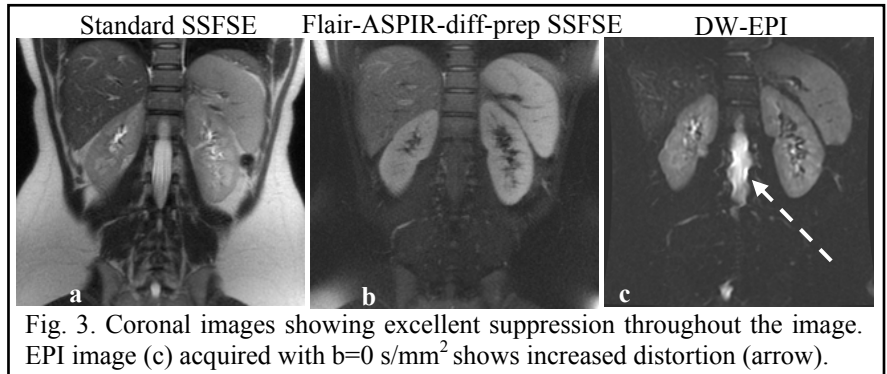 Standard SSFSE Flair-ASPIR-diff-prep SSFSE DW-EPI
a b c
Fig. 3. Coronal images showing excellent suppression throughout the image.
EPI image (c) acquired with b=0 s/mm² shows increased distortion (arrow).